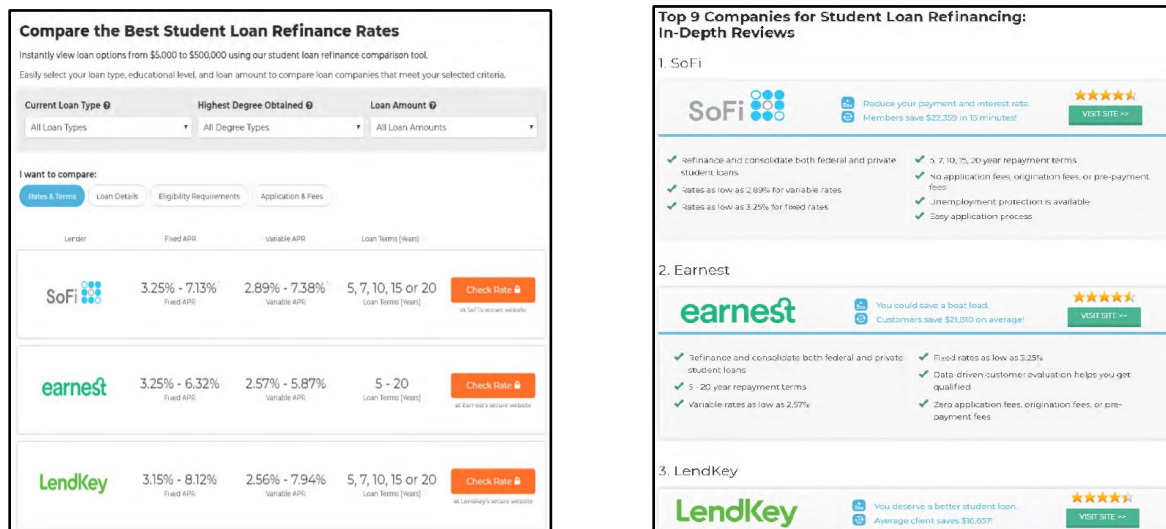 Compare the Best Student Loan Refinance Rates
Instantly view loan options from $5,000 to $500,000 using our student loan refinance comparison tool.
Easily select your loan type, educational level, and loan amount to compare loan companies that meet your selected criteria.
Current Loan Type
Highest Degree Obtained
Loan Amount
All Loan Types
All Degree Types
All Loan Amounts
I want to compare:
Rates & Terms
Loan Details
Eligibility Requirements
Application & Fees
Lender
Fixed APR
Variable APR
Loan Terms (Years)
SoFi
3.25% - 7.13%
2.89% - 7.38%
5, 7, 10, 15 or 20
Check Rate
Fixed APR
Variable APR
Loan Terms (Years)
at SoFi's secure website
earnest
3.25% - 6.32%
2.57% - 5.87%
5 - 20
Check Rate
Fixed APR
Variable APR
Loan Terms (Years)
at Earnest's secure website
LendKey
3.15% - 8.12%
2.56% - 7.94%
5, 7, 10, 15 or 20
Check Rate
Fixed APR
Variable APR
Loan Terms (Years)
at LendKey's secure website
Top 9 Companies for Student Loan Refinancing:
In-Depth Reviews
1. SoFi
SoFi
Reduce your payment and interest rate.
Members save $22,359 in 15 minutes!
VISIT SITE >>
Refinance and consolidate both federal and private
student loans
Rates as low as 2.89% for variable rates
Rates as low as 3.25% for fixed rates
5, 7, 10, 15, 20 year repayment terms
No application fees, origination fees, or pre-payment
fees
Unemployment protection is available
Easy application process
2. Earnest
earnest
You could save a boat load.
Customers save $21,810 on average!
VISIT SITE >>
Refinance and consolidate both federal and private
student loans
5 - 20 year repayment terms
Variable rates as low as 2.57%
Fixed rates as low as 3.25%
Data-driven customer evaluation helps you get
qualified
Zero application fees, origination fees, or pre-
payment fees
3. LendKey
LendKey
You deserve a better student loan.
Average client saves $16,657!
VISIT SITE >>